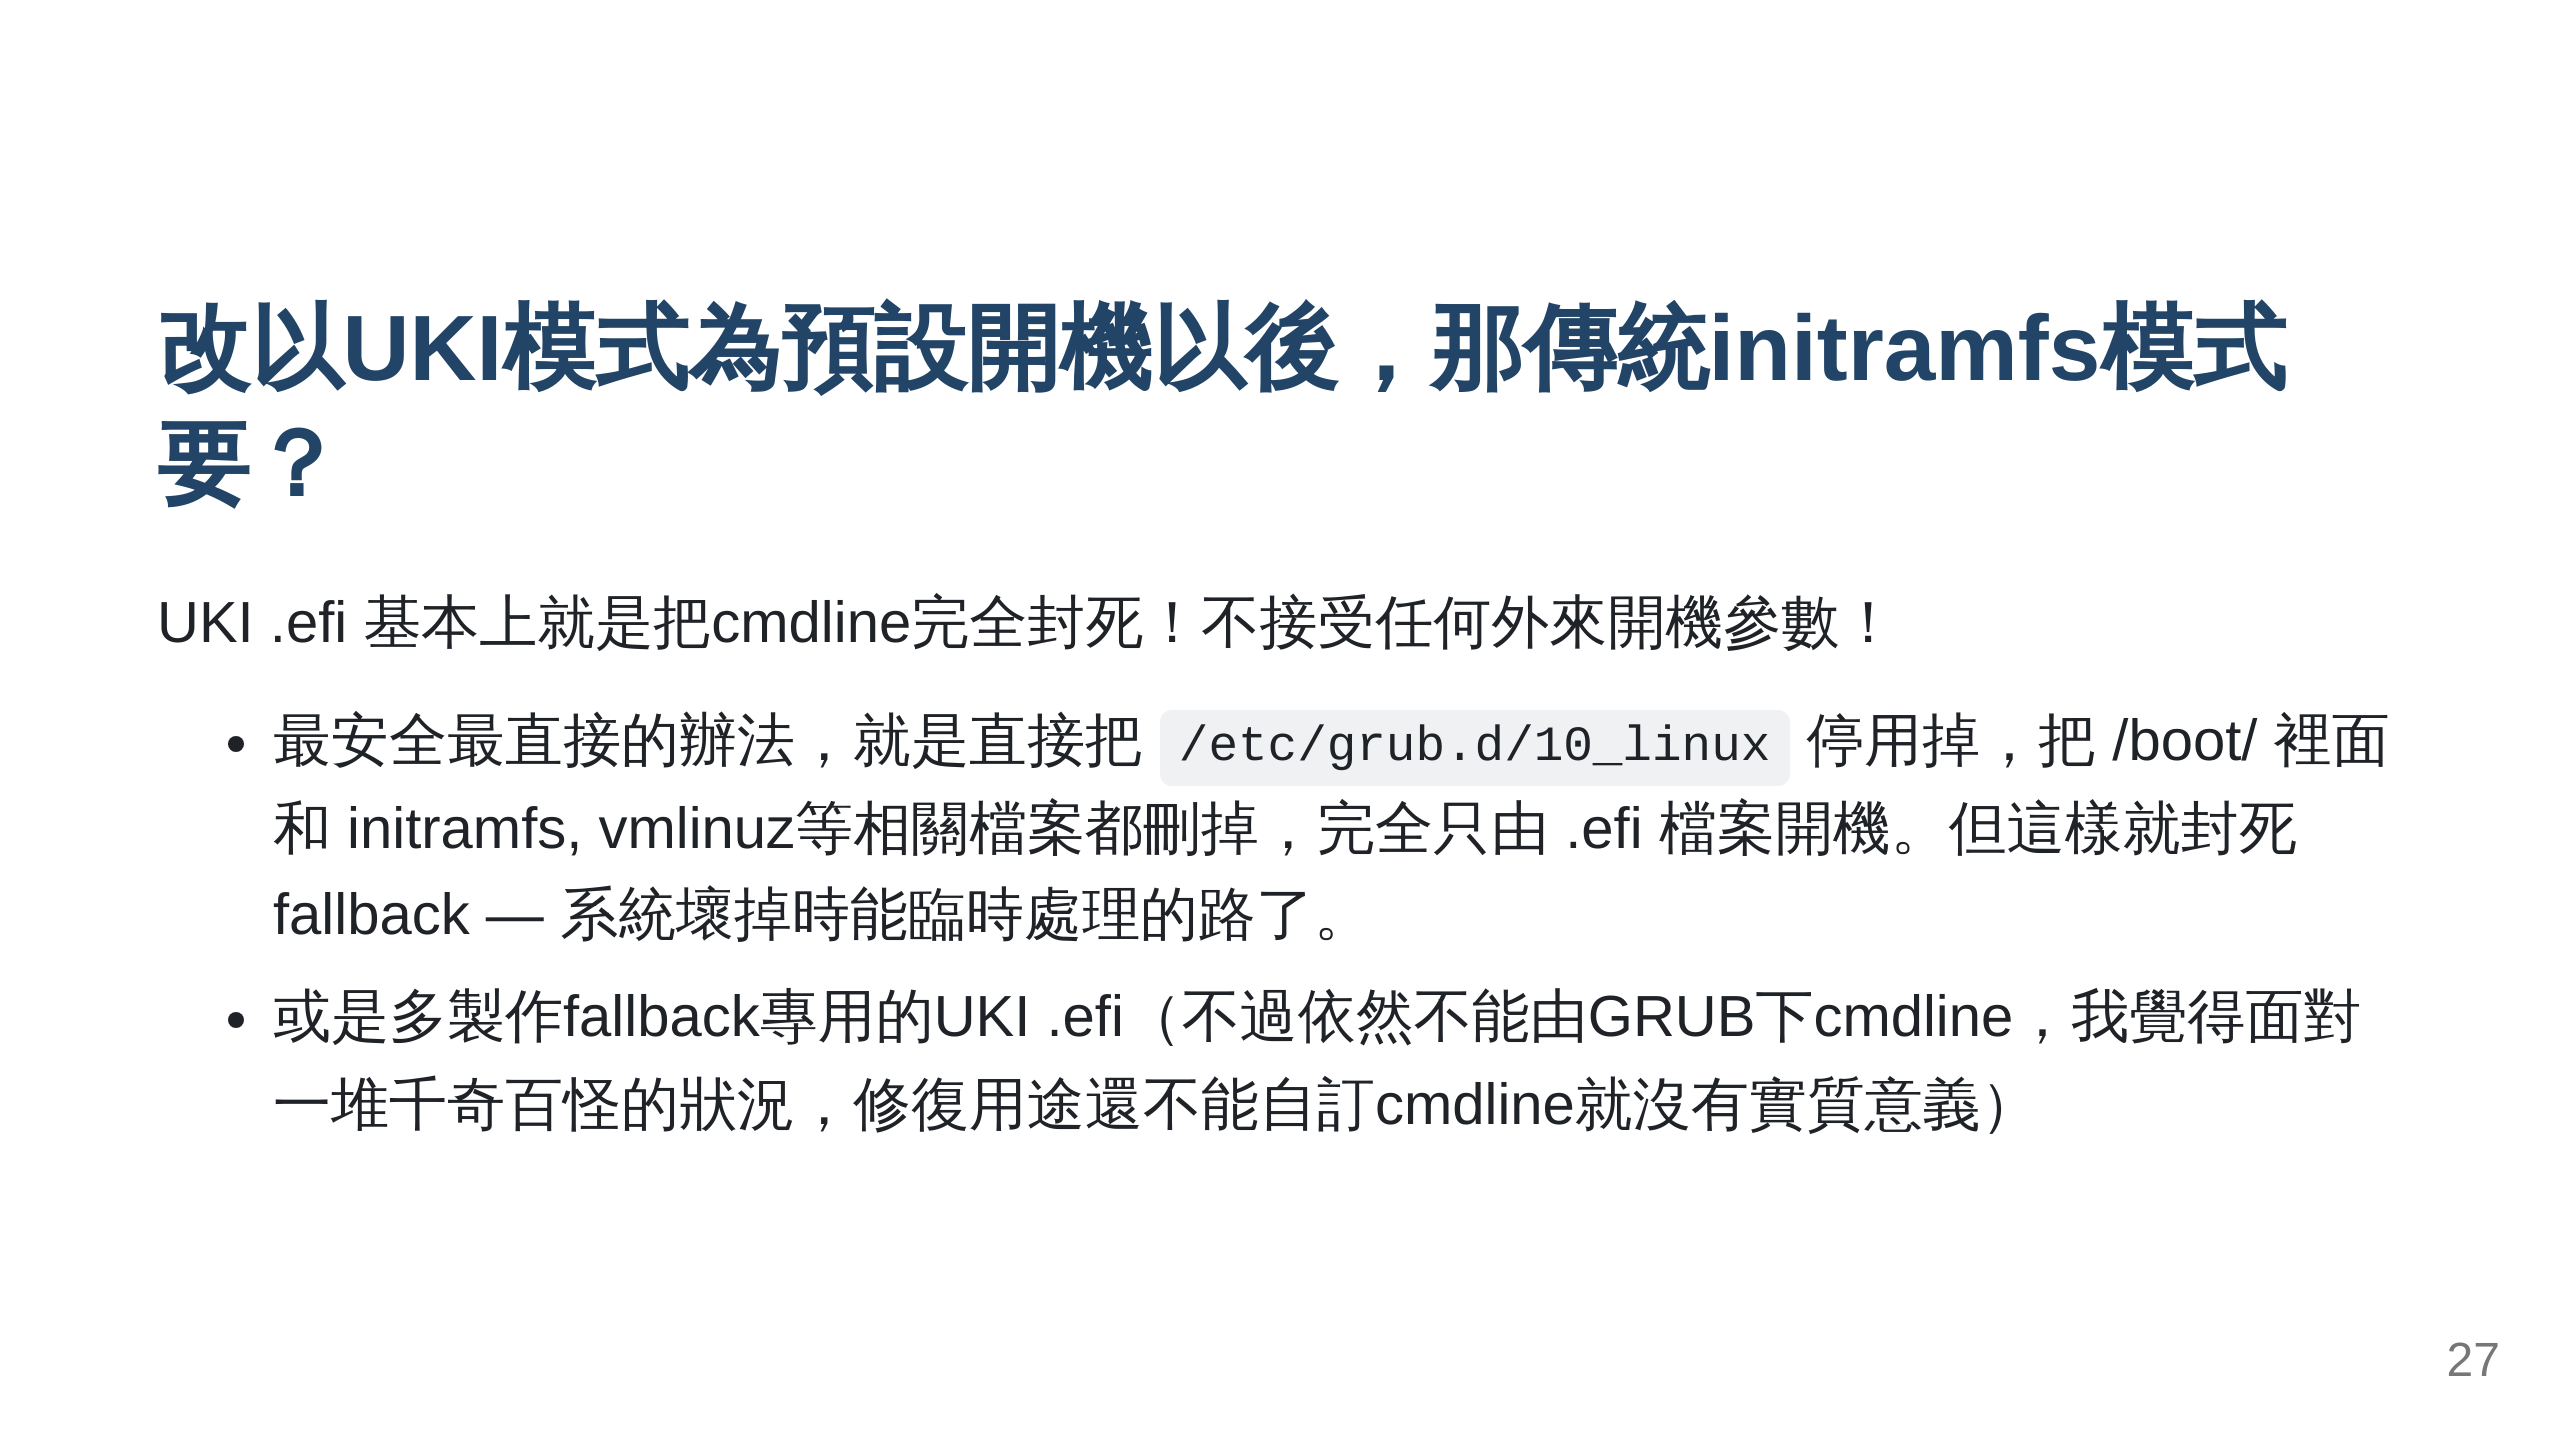 改以UKI模式為預設開機以後，那傳統initramfs模式
要？
UKI .efi 基本上就是把cmdline完全封死！不接受任何外來開機參數！
• 最安全最直接的辦法，就是直接把 /etc/grub.d/10_linux 停用掉，把 /boot/ 裡面
和 initramfs, vmlinuz等相關檔案都刪掉，完全只由 .efi 檔案開機。但這樣就封死
fallback — 系統壞掉時能臨時處理的路了。
• 或是多製作fallback專用的UKI .efi（不過依然不能由GRUB下cmdline，我覺得面對
一堆千奇百怪的狀況，修復用途還不能自訂cmdline就沒有實質意義）
27